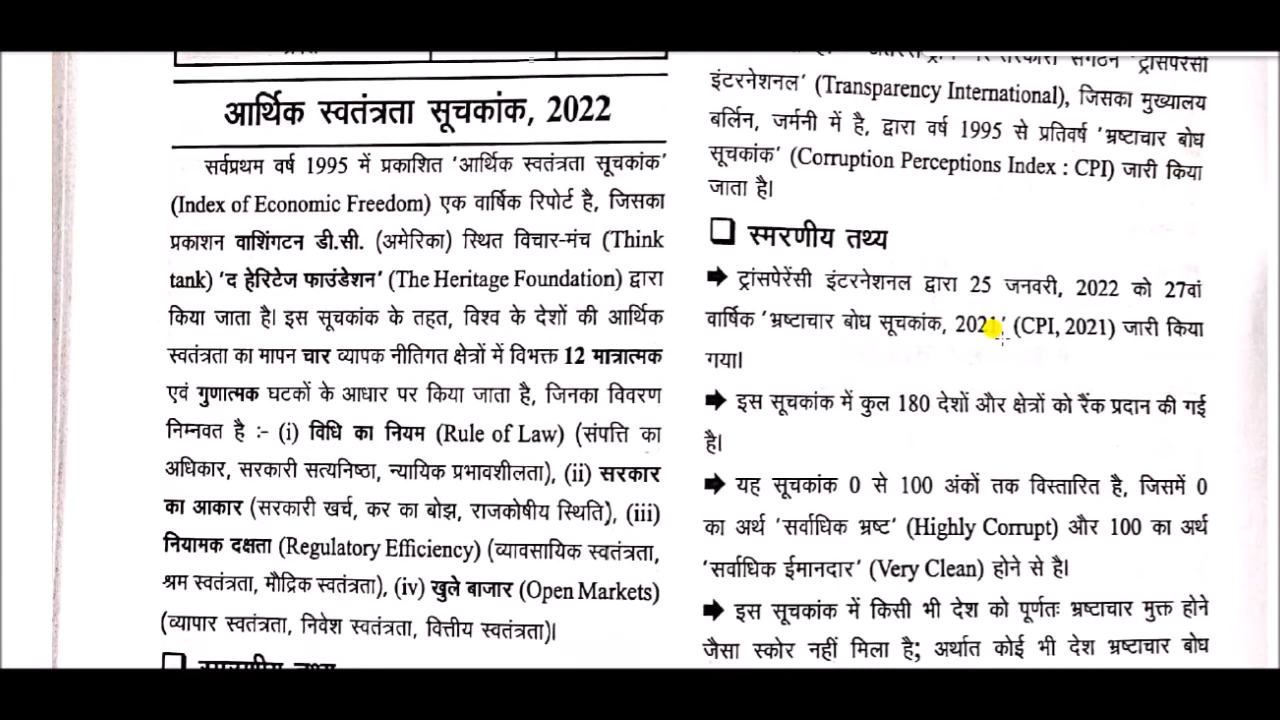 आर्थिक स्वतंत्रता सूचकांक, 2022
सर्वप्रथम वर्ष 1995 में प्रकाशित 'आर्थिक स्वतंत्रता सूचकांक'
(Index of Economic Freedom) एक वार्षिक रिपोर्ट है, जिसका
प्रकाशन वाशिंगटन डी.सी. (अमेरिका) स्थित विचार-मंच (Think
tank) 'द हेरिटेज फाउंडेशन' (The Heritage Foundation) द्वारा
किया जाता है। इस सूचकांक के तहत, विश्व के देशों की आर्थिक
स्वतंत्रता का मापन चार व्यापक नीतिगत क्षेत्रों में विभक्त 12 मात्रात्मक
एवं गुणात्मक घटकों के आधार पर किया जाता है, जिनका विवरण
निम्नवत है :- (i) विधि का नियम (Rule of Law) (संपत्ति का
अधिकार, सरकारी सत्यनिष्ठा, न्यायिक प्रभावशीलता), (ii) सरकार
का आकार (सरकारी खर्च, कर का बोझ, राजकोषीय स्थिति), (iii)
नियामक दक्षता (Regulatory Efficiency) (व्यावसायिक स्वतंत्रता,
श्रम स्वतंत्रता, मौद्रिक स्वतंत्रता), (iv) खुले बाजार (Open Markets)
(व्यापार स्वतंत्रता, निवेश स्वतंत्रता, वित्तीय स्वतंत्रता)।
स्मरणीय तथ्य
संगठन 'ट्रांसपेरेंसी
इंटरनेशनल' (Transparency International), जिसका मुख्यालय
बर्लिन, जर्मनी में है, द्वारा वर्ष 1995 से प्रतिवर्ष 'भ्रष्टाचार बोध
सूचकांक' (Corruption Perceptions Index : CPI) जारी किया
जाता है।
❑ स्मरणीय तथ्य
➡ ट्रांसपेरेंसी इंटरनेशनल द्वारा 25 जनवरी, 2022 को 27वां
वार्षिक 'भ्रष्टाचार बोध सूचकांक, 2021' (CPI, 2021) जारी किया
गया।
➡ इस सूचकांक में कुल 180 देशों और क्षेत्रों को रैंक प्रदान की गई
है।
➡ यह सूचकांक 0 से 100 अंकों तक विस्तारित है, जिसमें 0
का अर्थ 'सर्वाधिक भ्रष्ट' (Highly Corrupt) और 100 का अर्थ
'सर्वाधिक ईमानदार' (Very Clean) होने से है।
➡ इस सूचकांक में किसी भी देश को पूर्णतः भ्रष्टाचार मुक्त होने
जैसा स्कोर नहीं मिला है; अर्थात कोई भी देश भ्रष्टाचार बोध